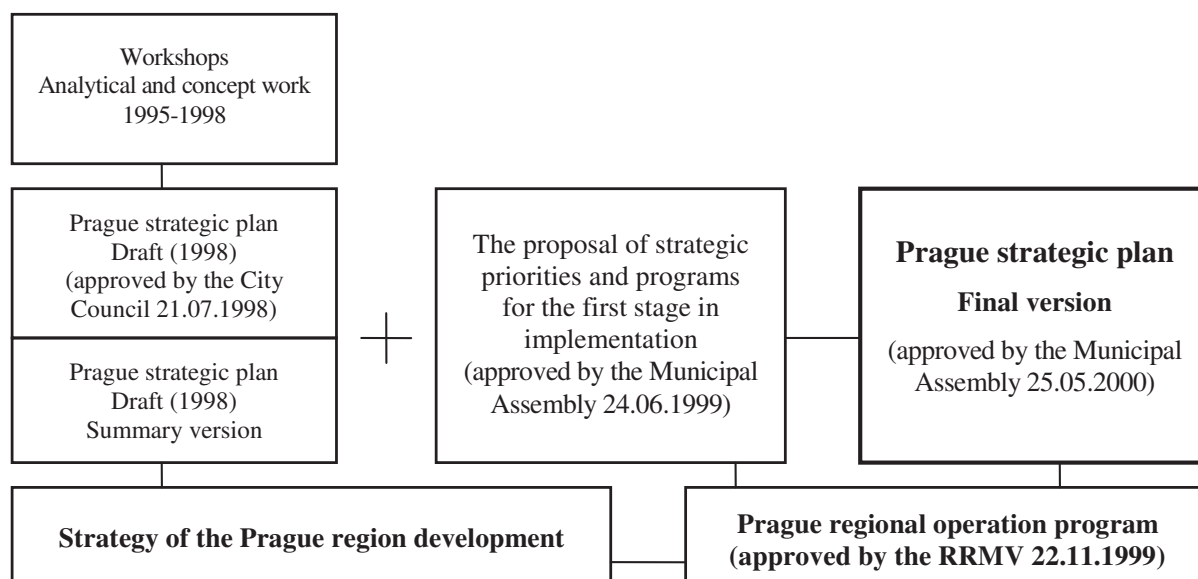 Workshops
Analytical and concept work
1995-1998
Prague strategic plan
Draft (1998)
(approved by the City
Council 21.07.1998)
Prague strategic plan
Draft (1998)
Summary version
The proposal of strategic
priorities and programs
for the first stage in
implementation
(approved by the Municipal
Assembly 24.06.1999)
Prague strategic plan
Final version
(approved by the Municipal
Assembly 25.05.2000)
Strategy of the Prague region development
Prague regional operation program
(approved by the RRMV 22.11.1999)